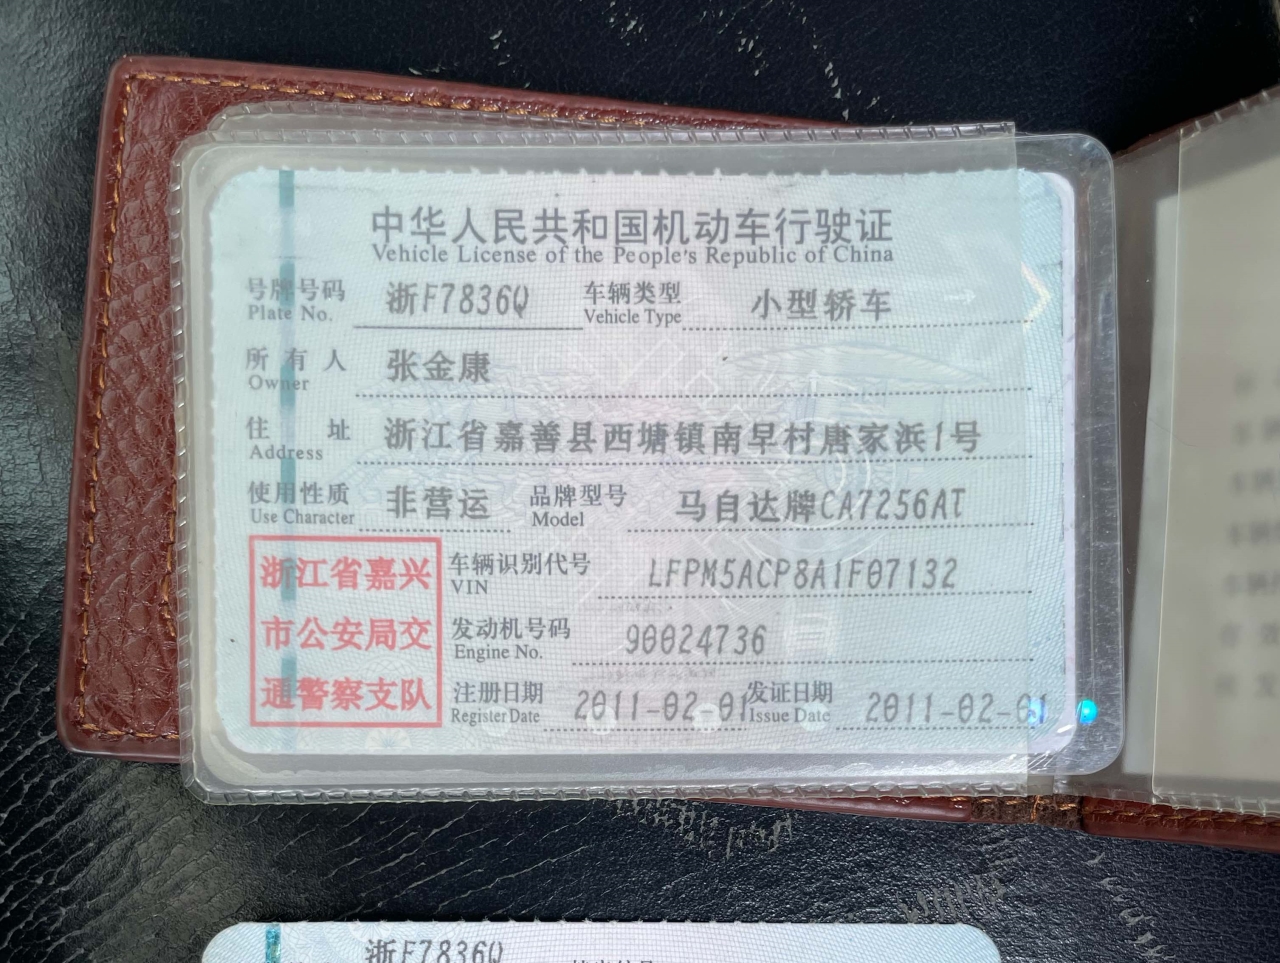 中华人民共和国机动车行驶证
Vehicle License of the People's Republic of China
号牌号码 浙F7836Q 车辆类型 小型轿车
Plate No. Vehicle Type
所有人 张金康
Owner
住址 浙江省嘉善县西塘镇南早村唐家浜1号
Address
使用性质 非营运 品牌型号 马自达牌CA7256AT
Use Character Model
浙江省嘉兴
市公安局交
通警察支队
车辆识别代号 LFPM5ACP8A1F07132
VIN
发动机号码 90024736
Engine No.
注册日期 2011-02-01 发证日期 2011-02-01
Register Date Issue Date
浙F7836Q